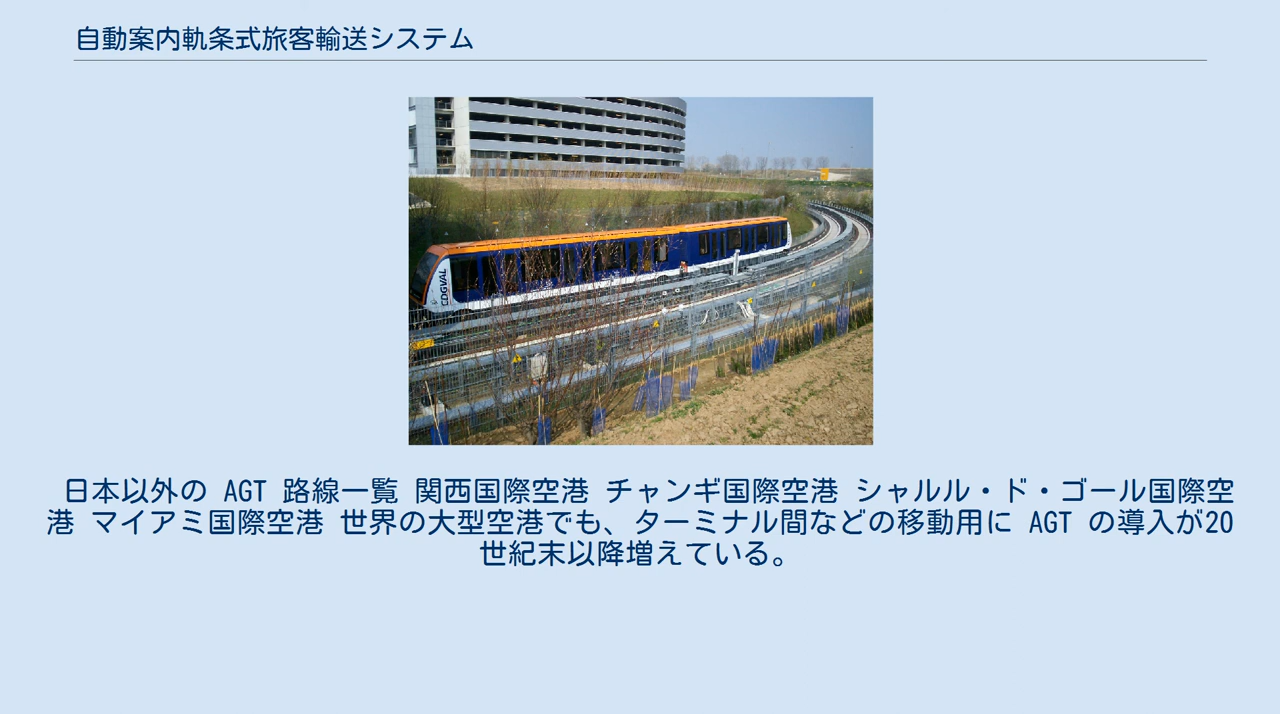 自動案内軌条式旅客輸送システム
CDGVAL
日本以外の AGT 路線一覧 関西国際空港 チャンギ国際空港 シャルル・ド・ゴール国際空
港 マイアミ国際空港 世界の大型空港でも、ターミナル間などの移動用に AGT の導入が20
世紀末以降増えている。